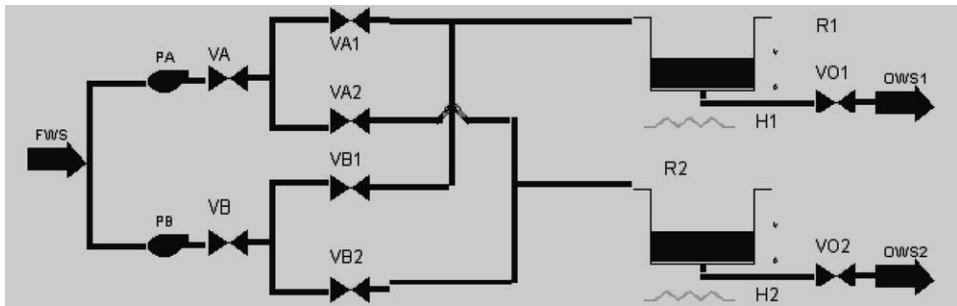 VA1
R1
PA
VA
VO1
OWS1
VA2
H1
FWS
VB1
R2
VB
PB
VB2
VO2
OWS2
H2